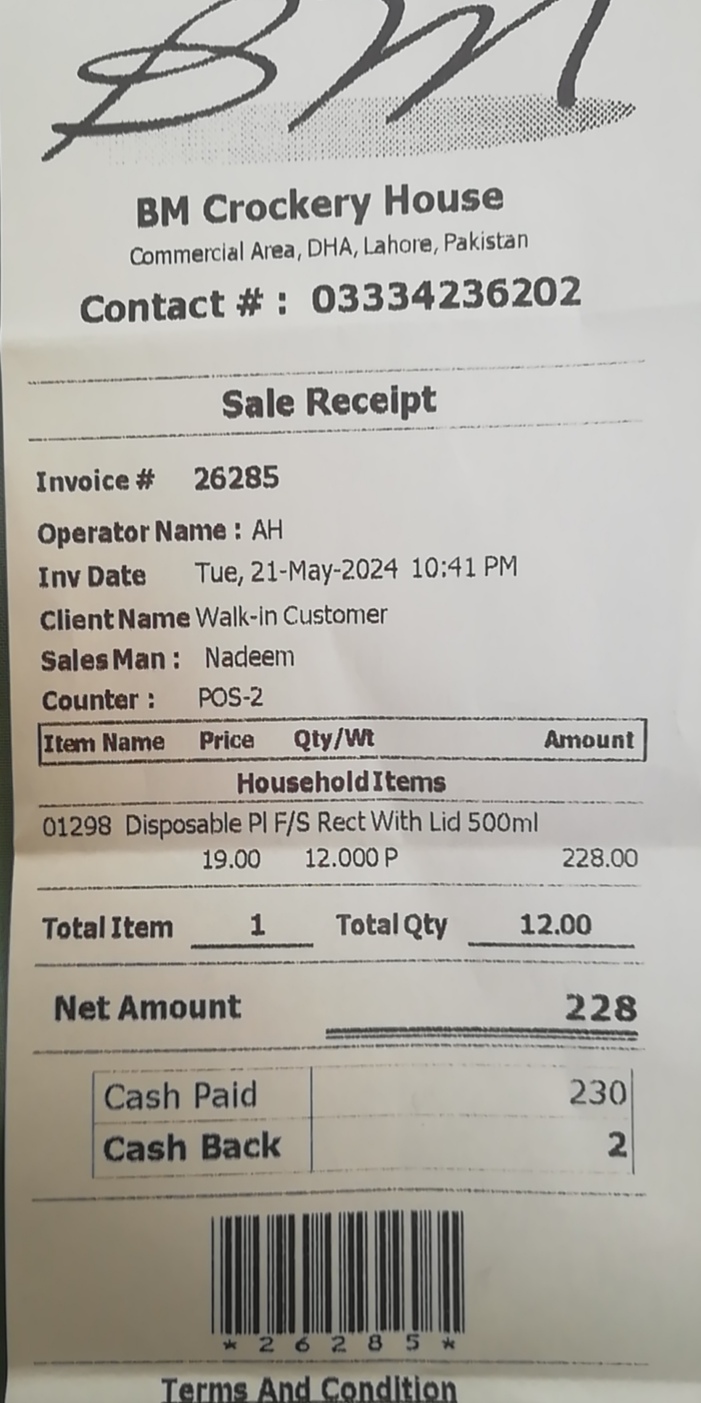 BM
BM Crockery House
Commercial Area, DHA, Lahore, Pakistan
Contact # : 03334236202
Sale Receipt
Invoice # 26285
Operator Name : AH
Inv Date Tue, 21-May-2024 10:41 PM
Client Name Walk-in Customer
Sales Man : Nadeem
Counter : POS-2
Item Name Price Qty/Wt Amount
Household Items
01298 Disposable Pl F/S Rect With Lid 500ml
19.00 12.000 P 228.00
Total Item 1 Total Qty 12.00
Net Amount 228
Cash Paid 230
Cash Back 2
* 2 6 2 8 5 *
Terms And Condition